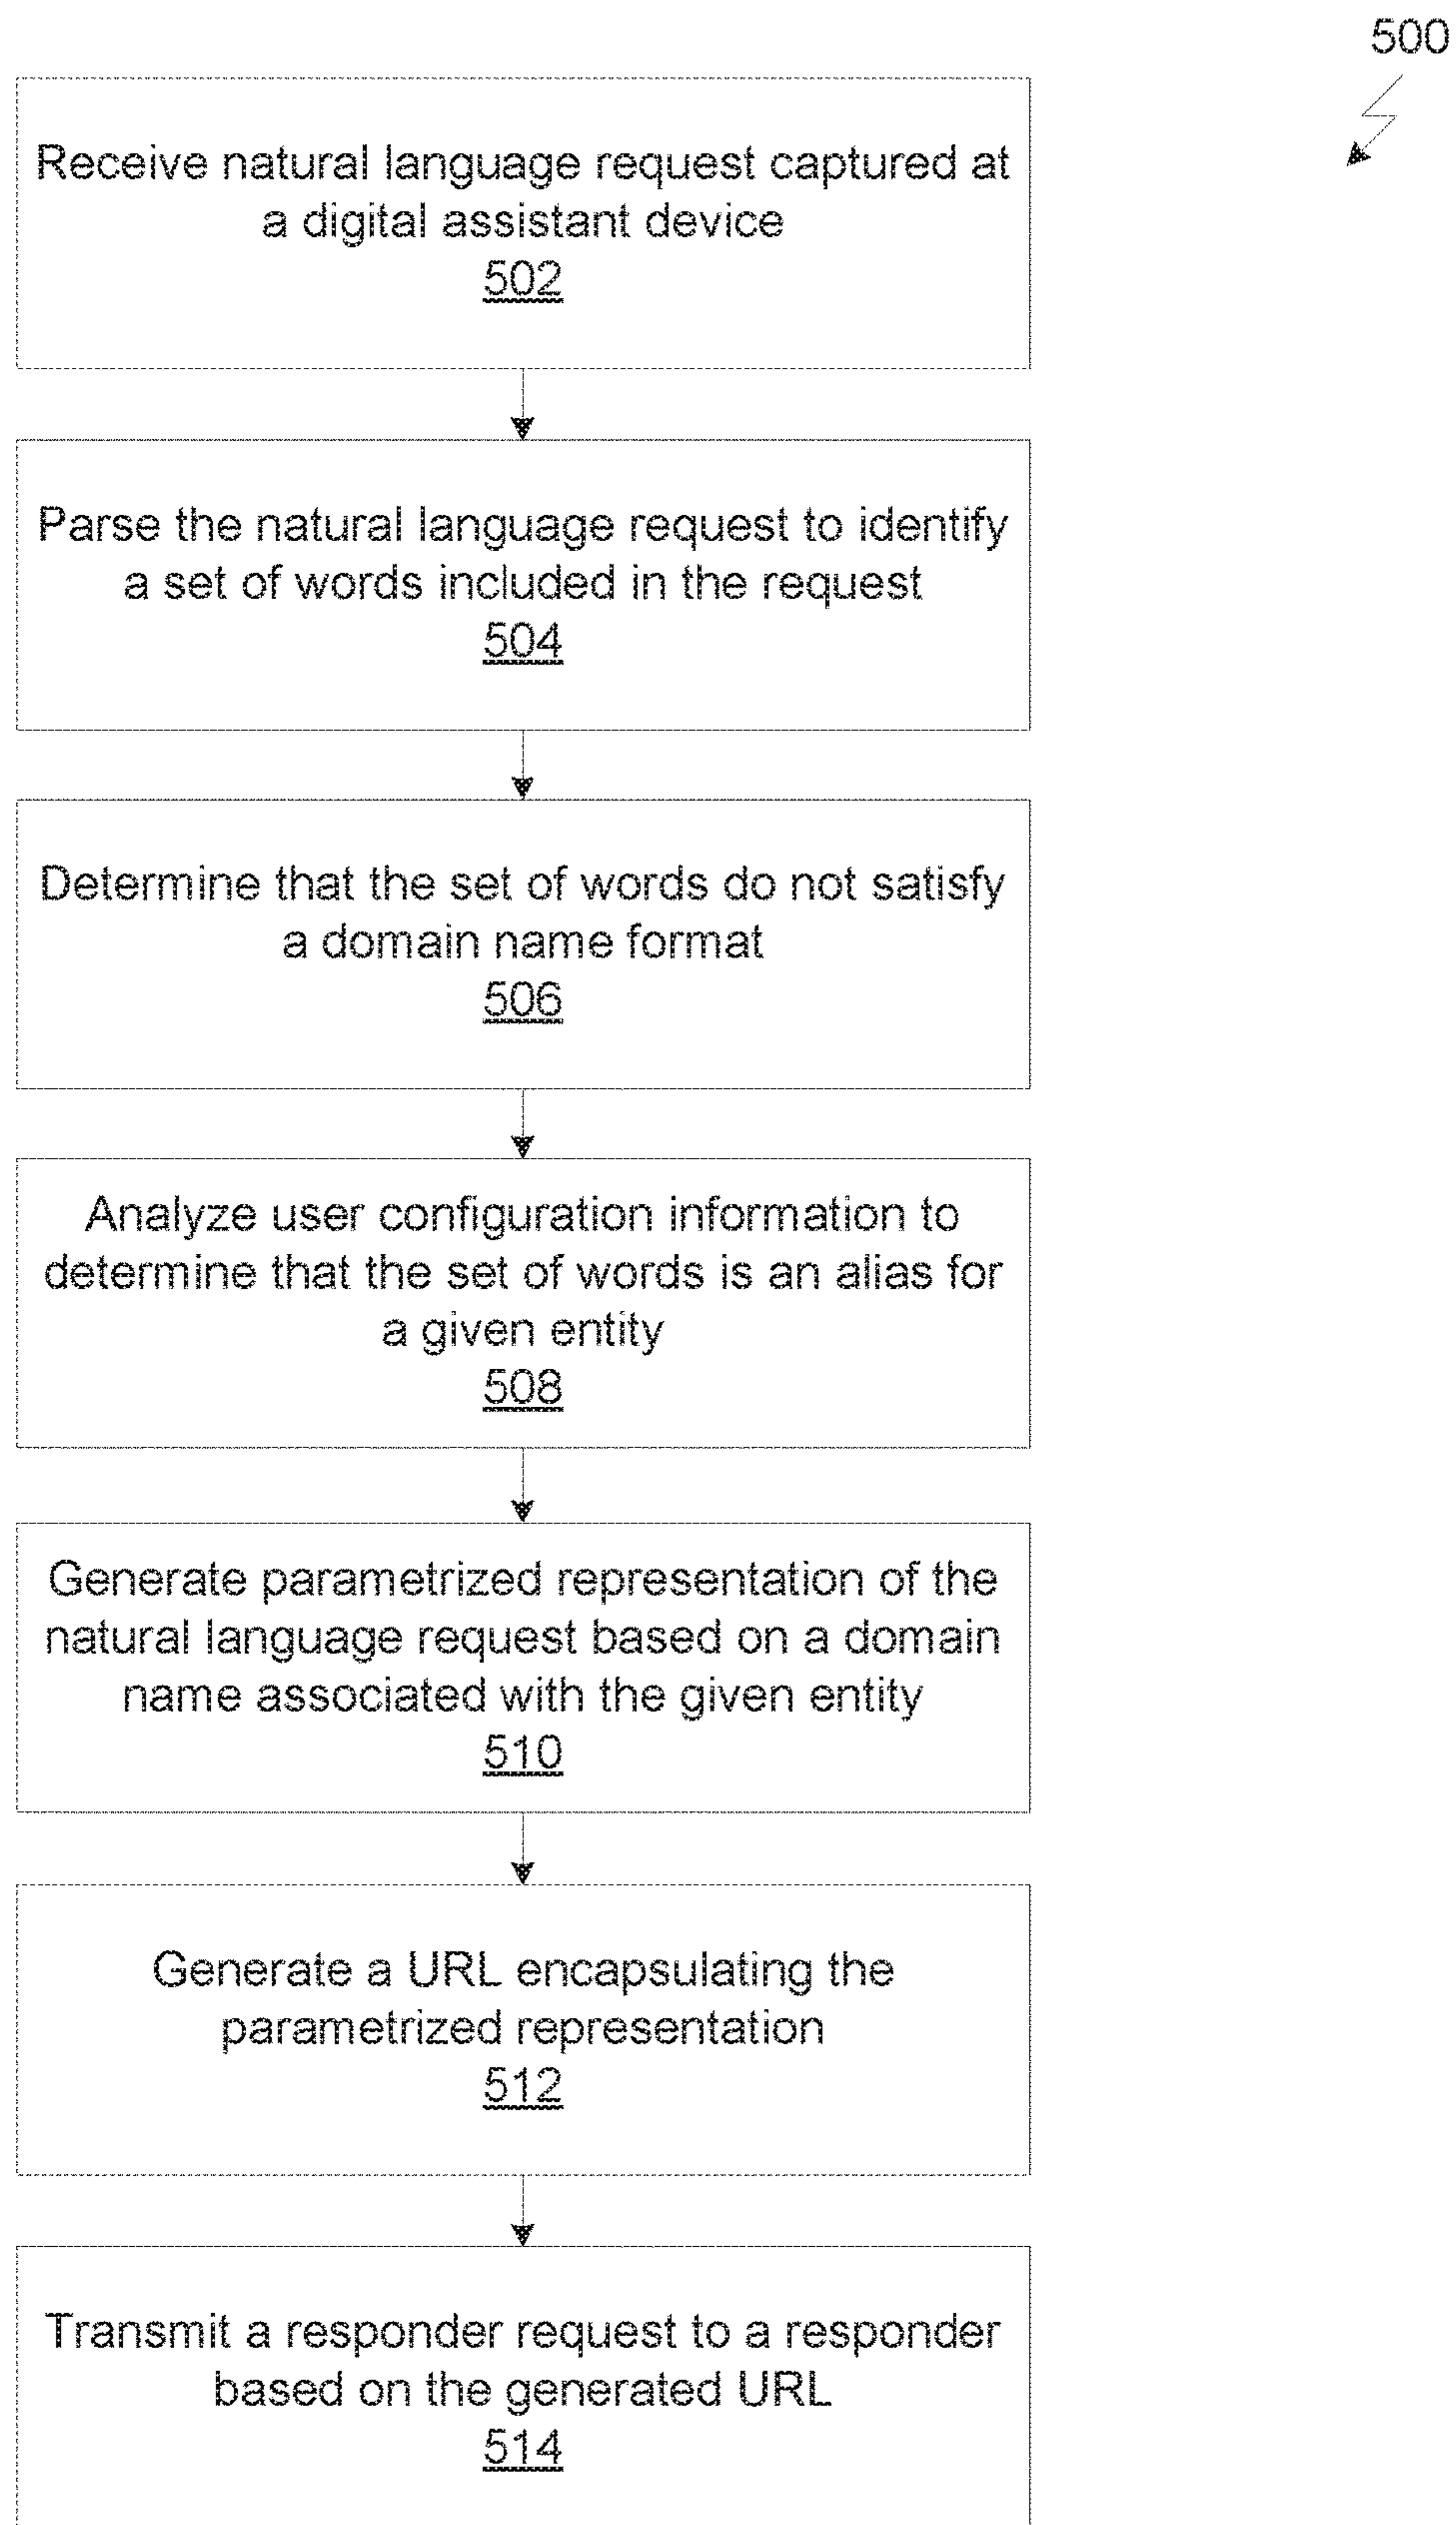 500
Receive natural language request captured at
a digital assistant device
502
Parse the natural language request to identify
a set of words included in the request
504
Determine that the set of words do not satisfy
a domain name format
506
Analyze user configuration information to
determine that the set of words is an alias for
a given entity
508
Generate parametrized representation of the
natural language request based on a domain
name associated with the given entity
510
Generate a URL encapsulating the
parametrized representation
512
Transmit a responder request to a responder
based on the generated URL
514